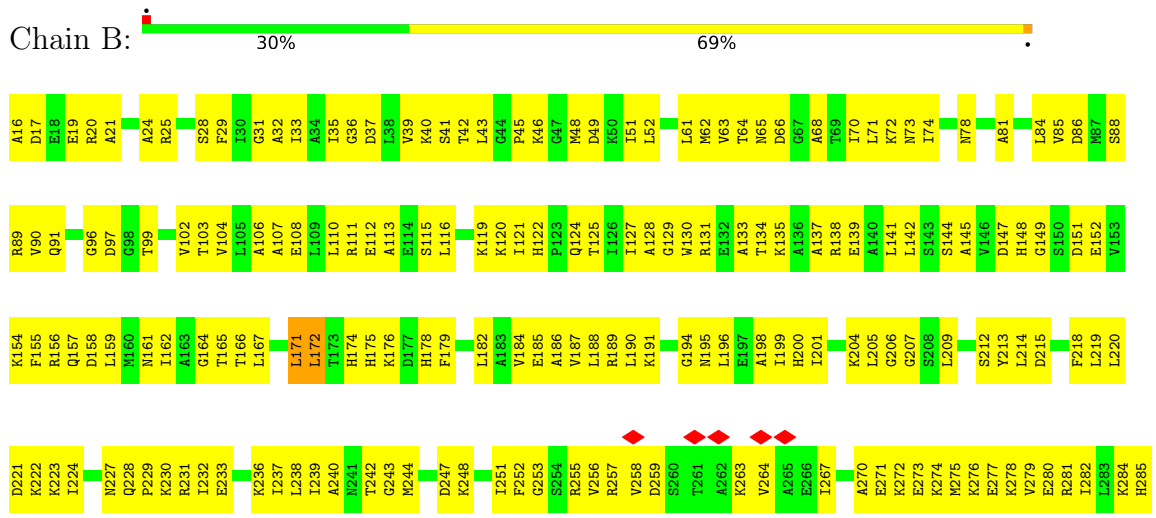 Chain B:
30% 69%
A16 D17 E18 E19 R20 A21 A24 R25 S28 F29 I30 G31 A32 I33 A34 I35 G36 D37 L38 V39 K40 S41 T42 L43 G44 P45 K46 G47 M48 D49 K50 I51 L52 L61 M62 V63 T64 N65 D66 G67 A68 T69 I70 L71 K72 N73 I74 N78 A81 L84 V85 D86 M87 S88
R89 V90 Q91 G96 D97 G98 T99 V102 T103 V104 L105 A106 A107 E108 L109 L110 R111 E112 A113 E114 S115 L116 K119 K120 I121 H122 P123 Q124 T125 I126 I127 A128 G129 W130 R131 E132 A133 T134 K135 A136 A137 R138 E139 A140 L141 L142 S143 S144 A145 V146 D147 H148 G149 S150 D151 E152 V153
K154 F155 R156 Q157 D158 L159 M160 N161 I162 A163 G164 T165 T166 L167 L171 L172 T173 H174 H175 K176 D177 H178 F179 L182 A183 V184 E185 A186 V187 L188 R189 L190 K191 G194 N195 L196 E197 A198 I199 H200 I201 K204 L205 G206 G207 S208 L209 S212 Y213 L214 D215 F218 L219 L220
D221 K222 K223 I224 N227 Q228 P229 K230 R231 I232 E233 K236 I237 L238 I239 A240 N241 T242 G243 M244 D247 K248 I251 F252 G253 S254 R255 V256 R257 V258 D259 S260 T261 A262 K263 V264 A265 E266 I267 A270 E271 K272 E273 K274 M275 K276 E277 K278 V279 E280 R281 I282 L283 K284 H285